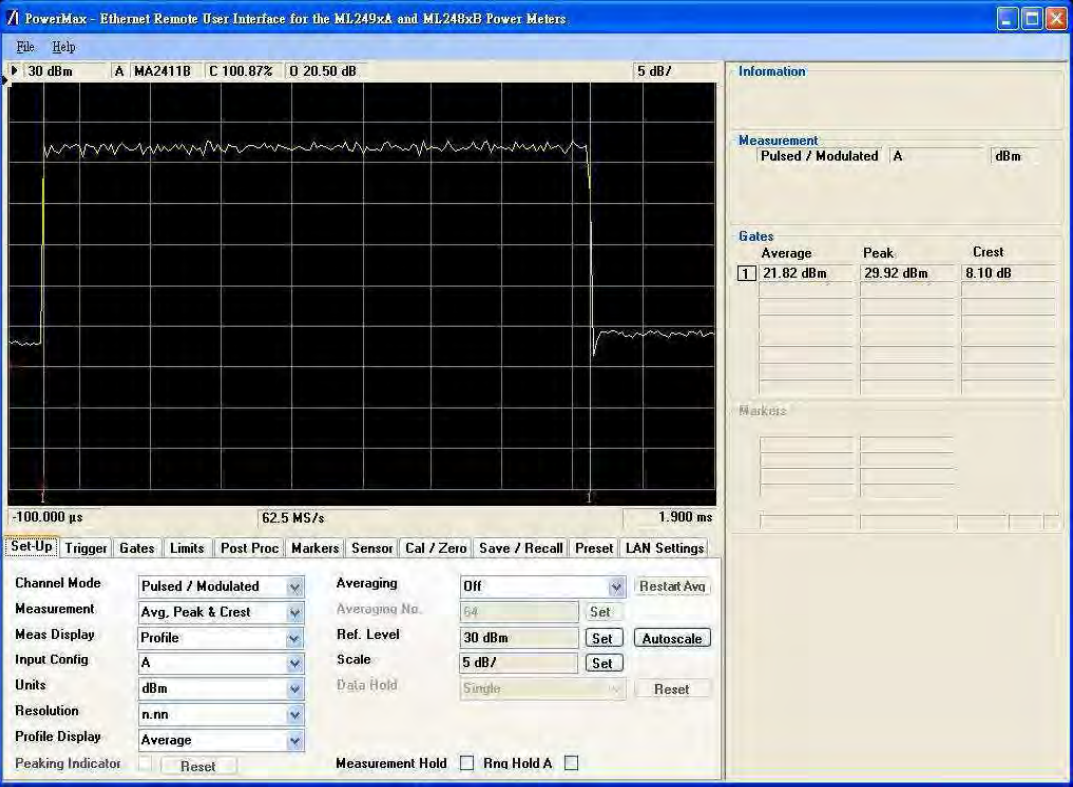 PowerMax - Ethernet Remote User Interface for the ML249xA and ML248xB Power Meters
File Help
30 dBm A MA2411B C 100.87% O 20.50 dB 5 dB/
1 1
-100.000 µs 62.5 MS/s 1.900 ms
Information
Measurement
Pulsed / Modulated A dBm
Gates
Average Peak Crest
1 21.82 dBm 29.92 dBm 8.10 dB
Markers
Set-Up Trigger Gates Limits Post Proc Markers Sensor Cal / Zero Save / Recall Preset LAN Settings
Channel Mode Pulsed / Modulated Averaging Off Restart Avg
Measurement Avg, Peak & Crest Averaging No. 64 Set
Meas Display Profile Ref. Level 30 dBm Set Autoscale
Input Config A Scale 5 dB/ Set
Units dBm Data Hold Single Reset
Resolution n.nn
Profile Display Average
Peaking Indicator Reset Measurement Hold Rng Hold A